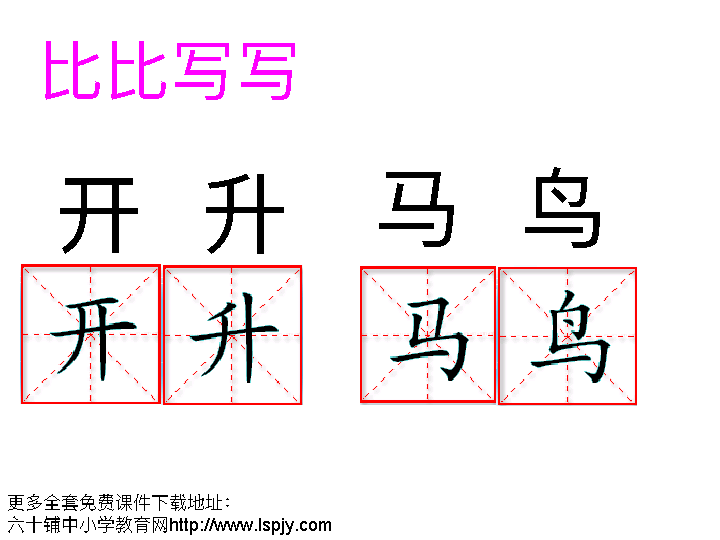 比比写写
开 升 马 鸟
开 升 马 鸟
更多全套免费课件下载地址：
六十铺中小学教育网http://www.lspjy.com